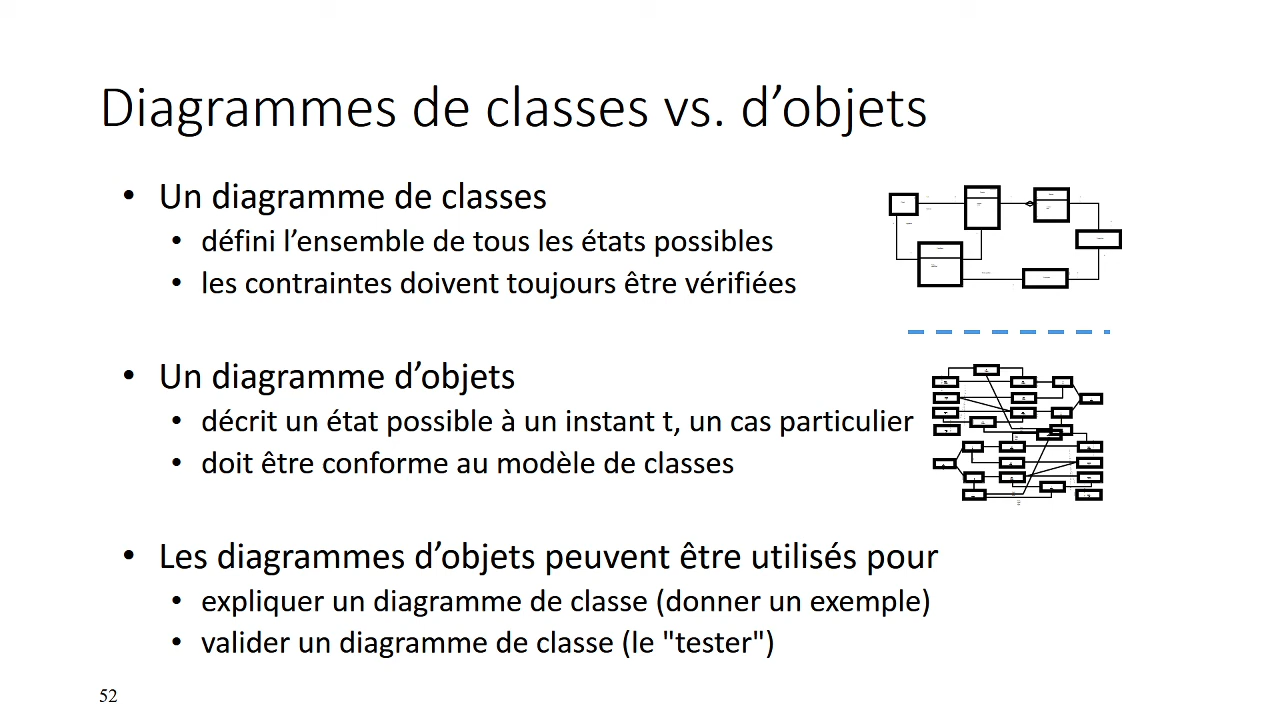 Diagrammes de classes vs. d’objets
• Un diagramme de classes
• défini l’ensemble de tous les états possibles
• les contraintes doivent toujours être vérifiées
• Un diagramme d’objets
• décrit un état possible à un instant t, un cas particulier
• doit être conforme au modèle de classes
• Les diagrammes d’objets peuvent être utilisés pour
• expliquer un diagramme de classe (donner un exemple)
• valider un diagramme de classe (le "tester")
52